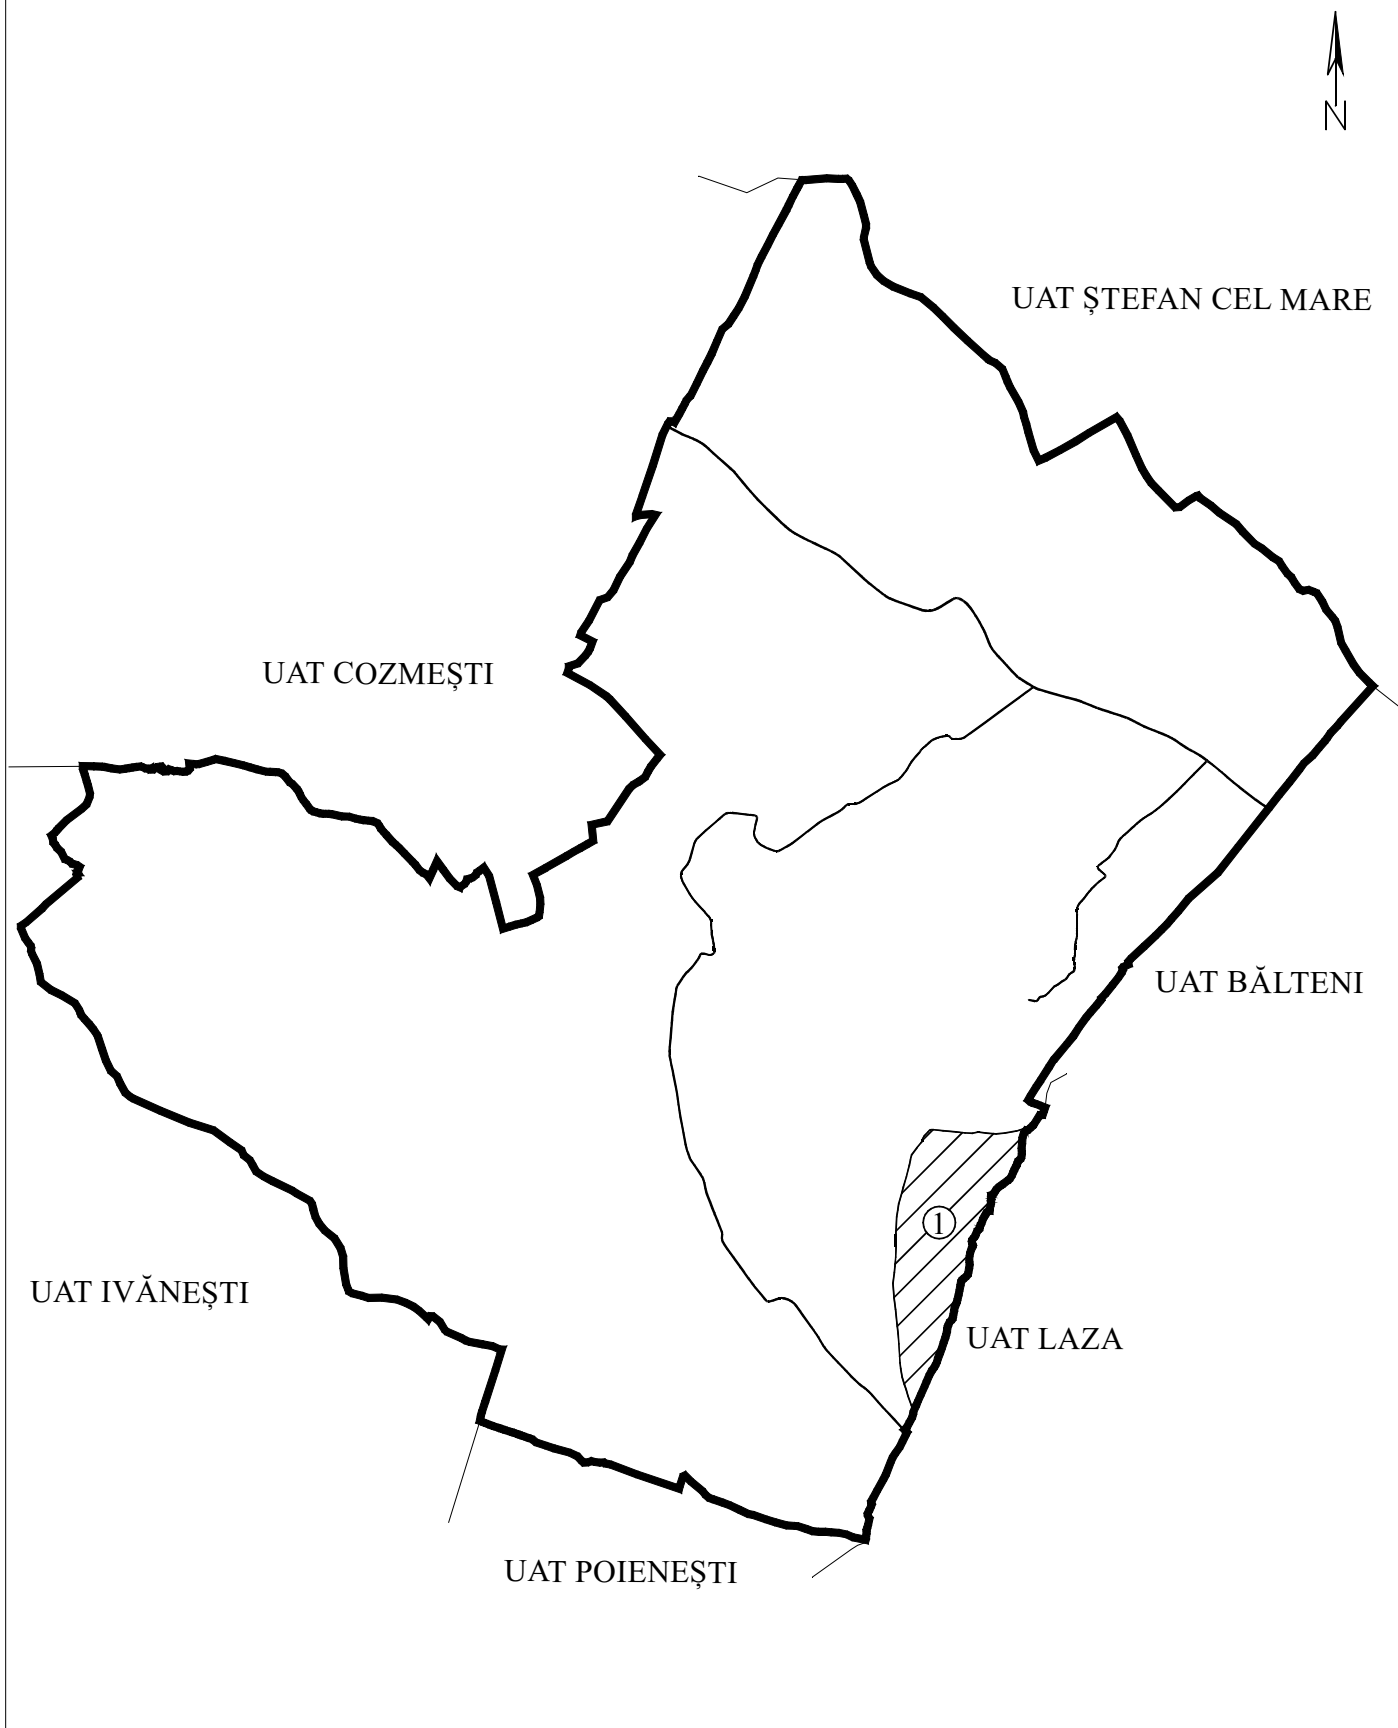 N
UAT ȘTEFAN CEL MARE
UAT COZMEȘTI
UAT BĂLTENI
1
UAT IVĂNEȘTI
UAT LAZA
UAT POIENEȘTI